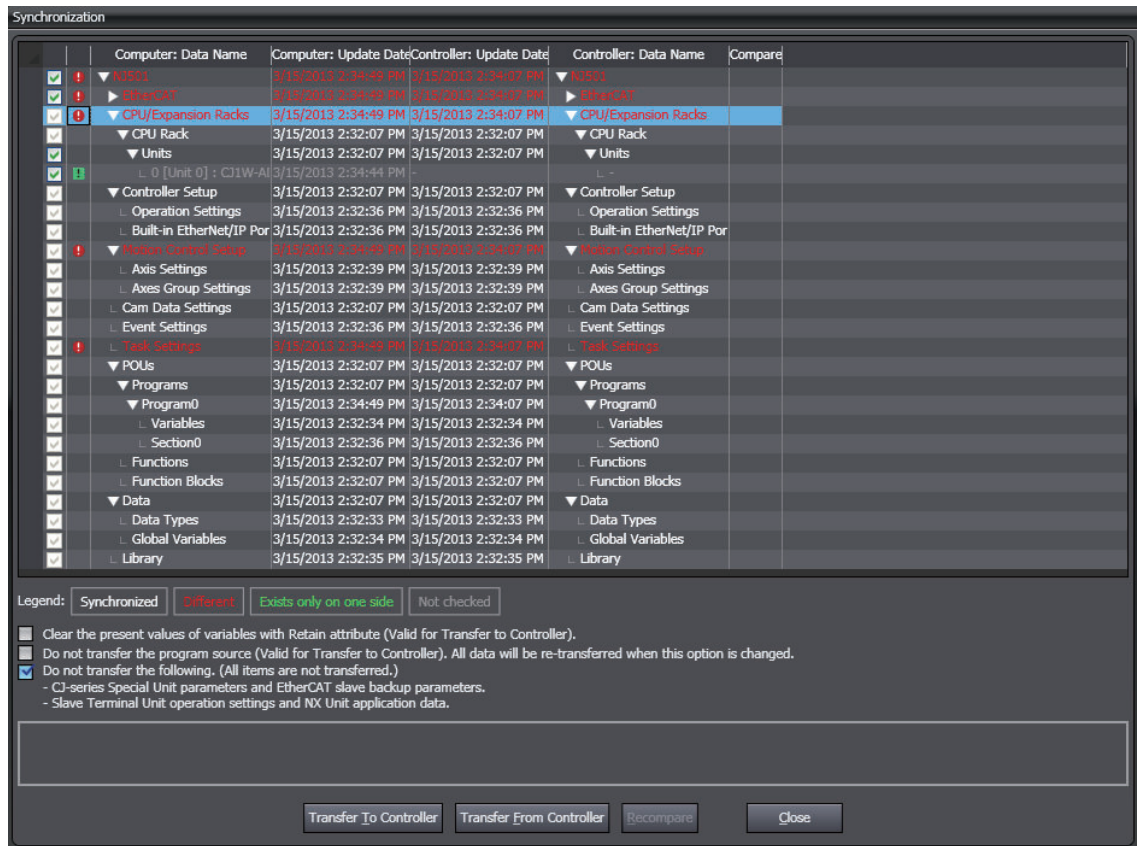 Synchronization
Computer: Data Name Computer: Update Date Controller: Update Date Controller: Data Name Compare
NJ501 3/15/2013 2:34:49 PM 3/15/2013 2:34:07 PM NJ501
EtherCAT EtherCAT
CPU/Expansion Racks 3/15/2013 2:34:49 PM 3/15/2013 2:34:07 PM CPU/Expansion Racks
CPU Rack 3/15/2013 2:32:07 PM 3/15/2013 2:32:07 PM CPU Rack
Units 3/15/2013 2:32:07 PM 3/15/2013 2:32:07 PM Units
0 [Unit 0] : CJ1W-A 3/15/2013 2:34:44 PM - -
Controller Setup 3/15/2013 2:32:07 PM 3/15/2013 2:32:07 PM Controller Setup
Operation Settings 3/15/2013 2:32:36 PM 3/15/2013 2:32:36 PM Operation Settings
Built-in EtherNet/IP Por 3/15/2013 2:32:36 PM 3/15/2013 2:32:36 PM Built-in EtherNet/IP Por
Motion Control Setup 3/15/2013 2:34:49 PM 3/15/2013 2:34:07 PM Motion Control Setup
Axis Settings 3/15/2013 2:32:39 PM 3/15/2013 2:32:39 PM Axis Settings
Axes Group Settings 3/15/2013 2:32:39 PM 3/15/2013 2:32:39 PM Axes Group Settings
Cam Data Settings 3/15/2013 2:32:07 PM 3/15/2013 2:32:07 PM Cam Data Settings
Event Settings 3/15/2013 2:32:36 PM 3/15/2013 2:32:36 PM Event Settings
Task Settings 3/15/2013 2:34:49 PM 3/15/2013 2:34:07 PM Task Settings
POUs 3/15/2013 2:32:07 PM 3/15/2013 2:32:07 PM POUs
Programs 3/15/2013 2:32:07 PM 3/15/2013 2:32:07 PM Programs
Program0 3/15/2013 2:34:49 PM 3/15/2013 2:34:07 PM Program0
Variables 3/15/2013 2:32:34 PM 3/15/2013 2:32:34 PM Variables
Section0 3/15/2013 2:32:36 PM 3/15/2013 2:32:36 PM Section0
Functions 3/15/2013 2:32:07 PM 3/15/2013 2:32:07 PM Functions
Function Blocks 3/15/2013 2:32:07 PM 3/15/2013 2:32:07 PM Function Blocks
Data 3/15/2013 2:32:07 PM 3/15/2013 2:32:07 PM Data
Data Types 3/15/2013 2:32:33 PM 3/15/2013 2:32:33 PM Data Types
Global Variables 3/15/2013 2:32:34 PM 3/15/2013 2:32:34 PM Global Variables
Library 3/15/2013 2:32:35 PM 3/15/2013 2:32:35 PM Library
Legend: Synchronized Different Exists only on one side Not checked
Clear the present values of variables with Retain attribute (Valid for Transfer to Controller).
Do not transfer the program source (Valid for Transfer to Controller). All data will be re-transferred when this option is changed.
Do not transfer the following. (All items are not transferred.)
- CJ-series Special Unit parameters and EtherCAT slave backup parameters.
- Slave Terminal Unit operation settings and NX Unit application data.
Transfer To Controller Transfer From Controller Recompare Close